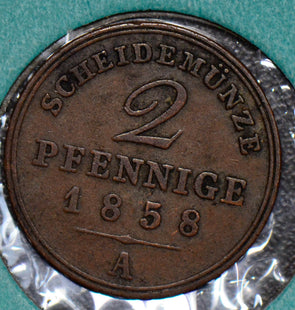 SCHEIDEMÜNZE
2
PFENNIGE
1858
A